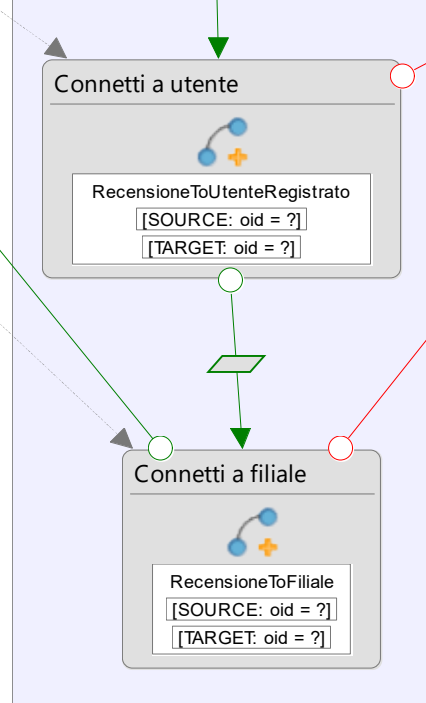 Connetti a utente
RecensioneToUtenteRegistrato
[SOURCE: oid = ?]
[TARGET: oid = ?]
Connetti a filiale
RecensioneToFiliale
[SOURCE: oid = ?]
[TARGET: oid = ?]